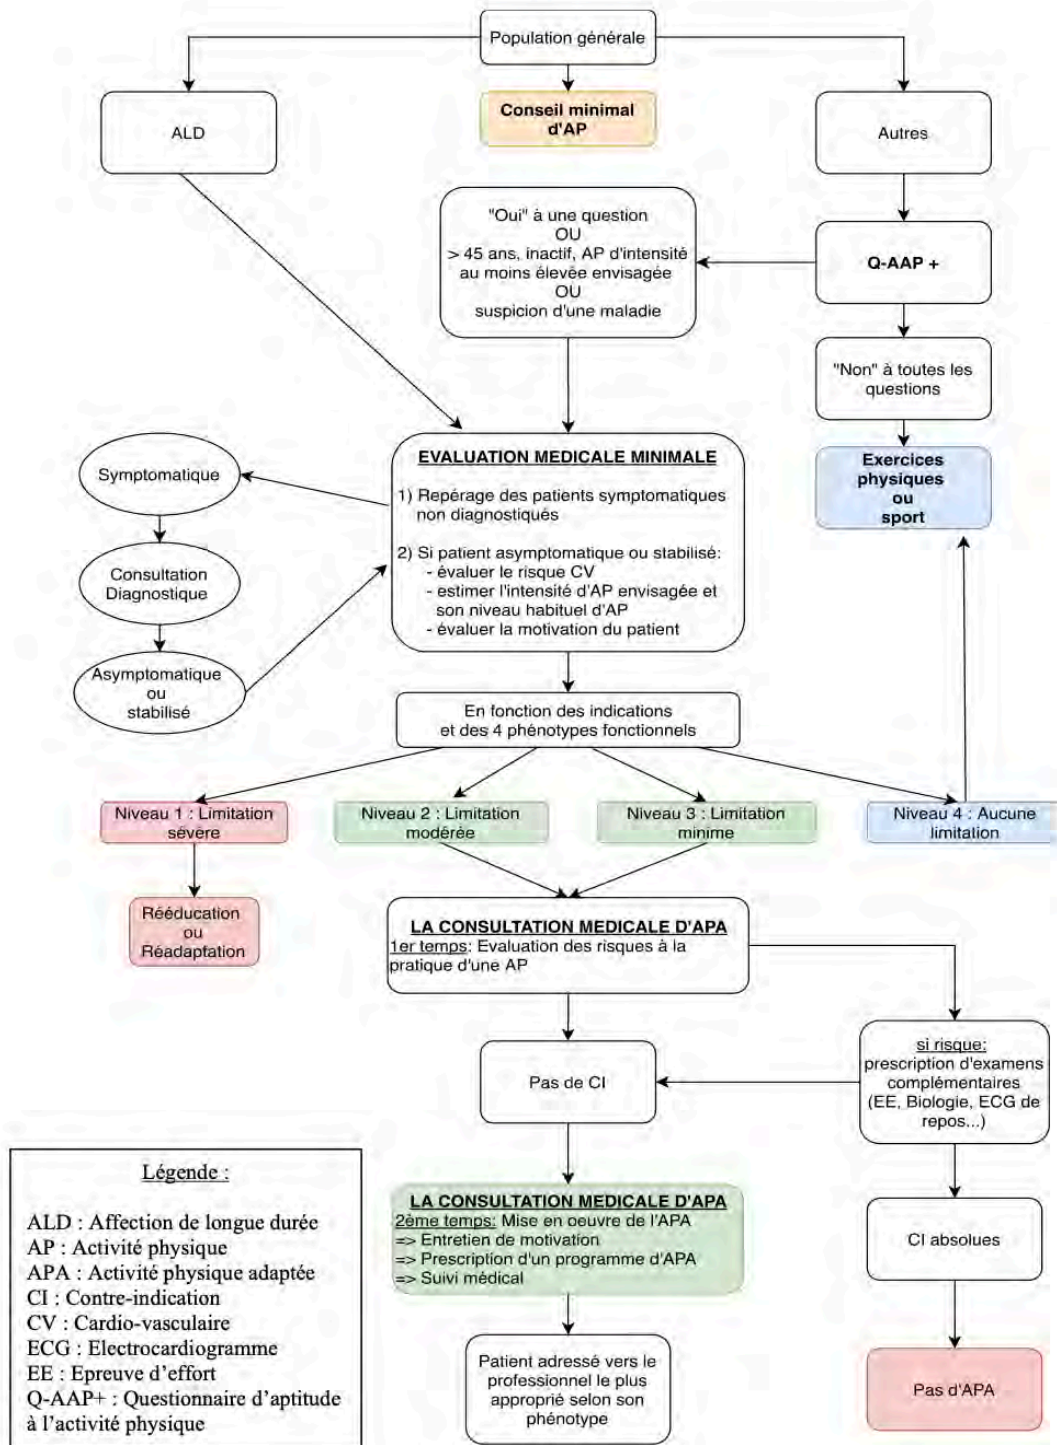 Population générale
ALD
Conseil minimal
d'AP
Autres
"Oui" à une question
OU
> 45 ans, inactif, AP d'intensité
au moins élevée envisagée
OU
suspicion d'une maladie
Q-AAP +
"Non" à toutes les
questions
Exercices
physiques
ou
sport
Symptomatique
Consultation
Diagnostique
Asymptomatique
ou
stabilisé
EVALUATION MEDICALE MINIMALE
1) Repérage des patients symptomatiques
non diagnostiqués
2) Si patient asymptomatique ou stabilisé:
- évaluer le risque CV
- estimer l'intensité d'AP envisagée et
son niveau habituel d'AP
- évaluer la motivation du patient
En fonction des indications
et des 4 phénotypes fonctionnels
Niveau 1 : Limitation
sévère
Niveau 2 : Limitation
modérée
Niveau 3 : Limitation
minime
Niveau 4 : Aucune
limitation
Rééducation
ou
Réadaptation
LA CONSULTATION MEDICALE D'APA
1er temps: Evaluation des risques à la
pratique d'une AP
Pas de CI
si risque:
prescription d'examens
complémentaires
(EE, Biologie, ECG de
repos...)
LA CONSULTATION MEDICALE D'APA
2ème temps: Mise en oeuvre de l'APA
=> Entretien de motivation
=> Prescription d'un programme d'APA
=> Suivi médical
CI absolues
Patient adressé vers le
professionnel le plus
approprié selon son
phénotype
Pas d'APA
Légende :
ALD : Affection de longue durée
AP : Activité physique
APA : Activité physique adaptée
CI : Contre-indication
CV : Cardio-vasculaire
ECG : Electrocardiogramme
EE : Epreuve d'effort
Q-AAP+ : Questionnaire d'aptitude
à l'activité physique